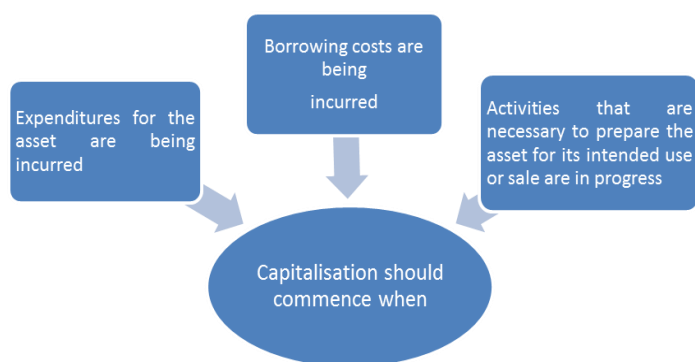 Expenditures for the
asset are being
incurred
Borrowing costs are
being
incurred
Activities that are
necessary to prepare the
asset for its intended use
or sale are in progress
Capitalisation should
commence when